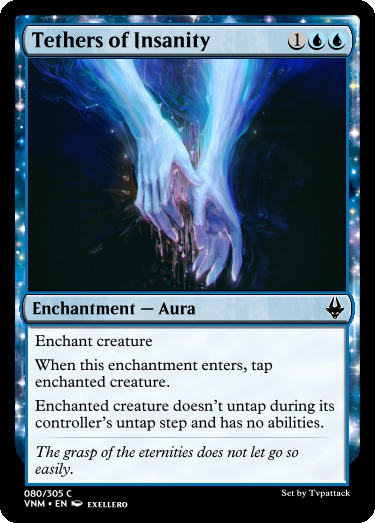 Tethers of Insanity 1
Enchantment — Aura
Enchant creature
When this enchantment enters, tap
enchanted creature.
Enchanted creature doesn't untap during its
controller's untap step and has no abilities.
The grasp of the eternities does not let go so
easily.
080/305 C Set by Tvpattack
VNM • EN EXELLERO